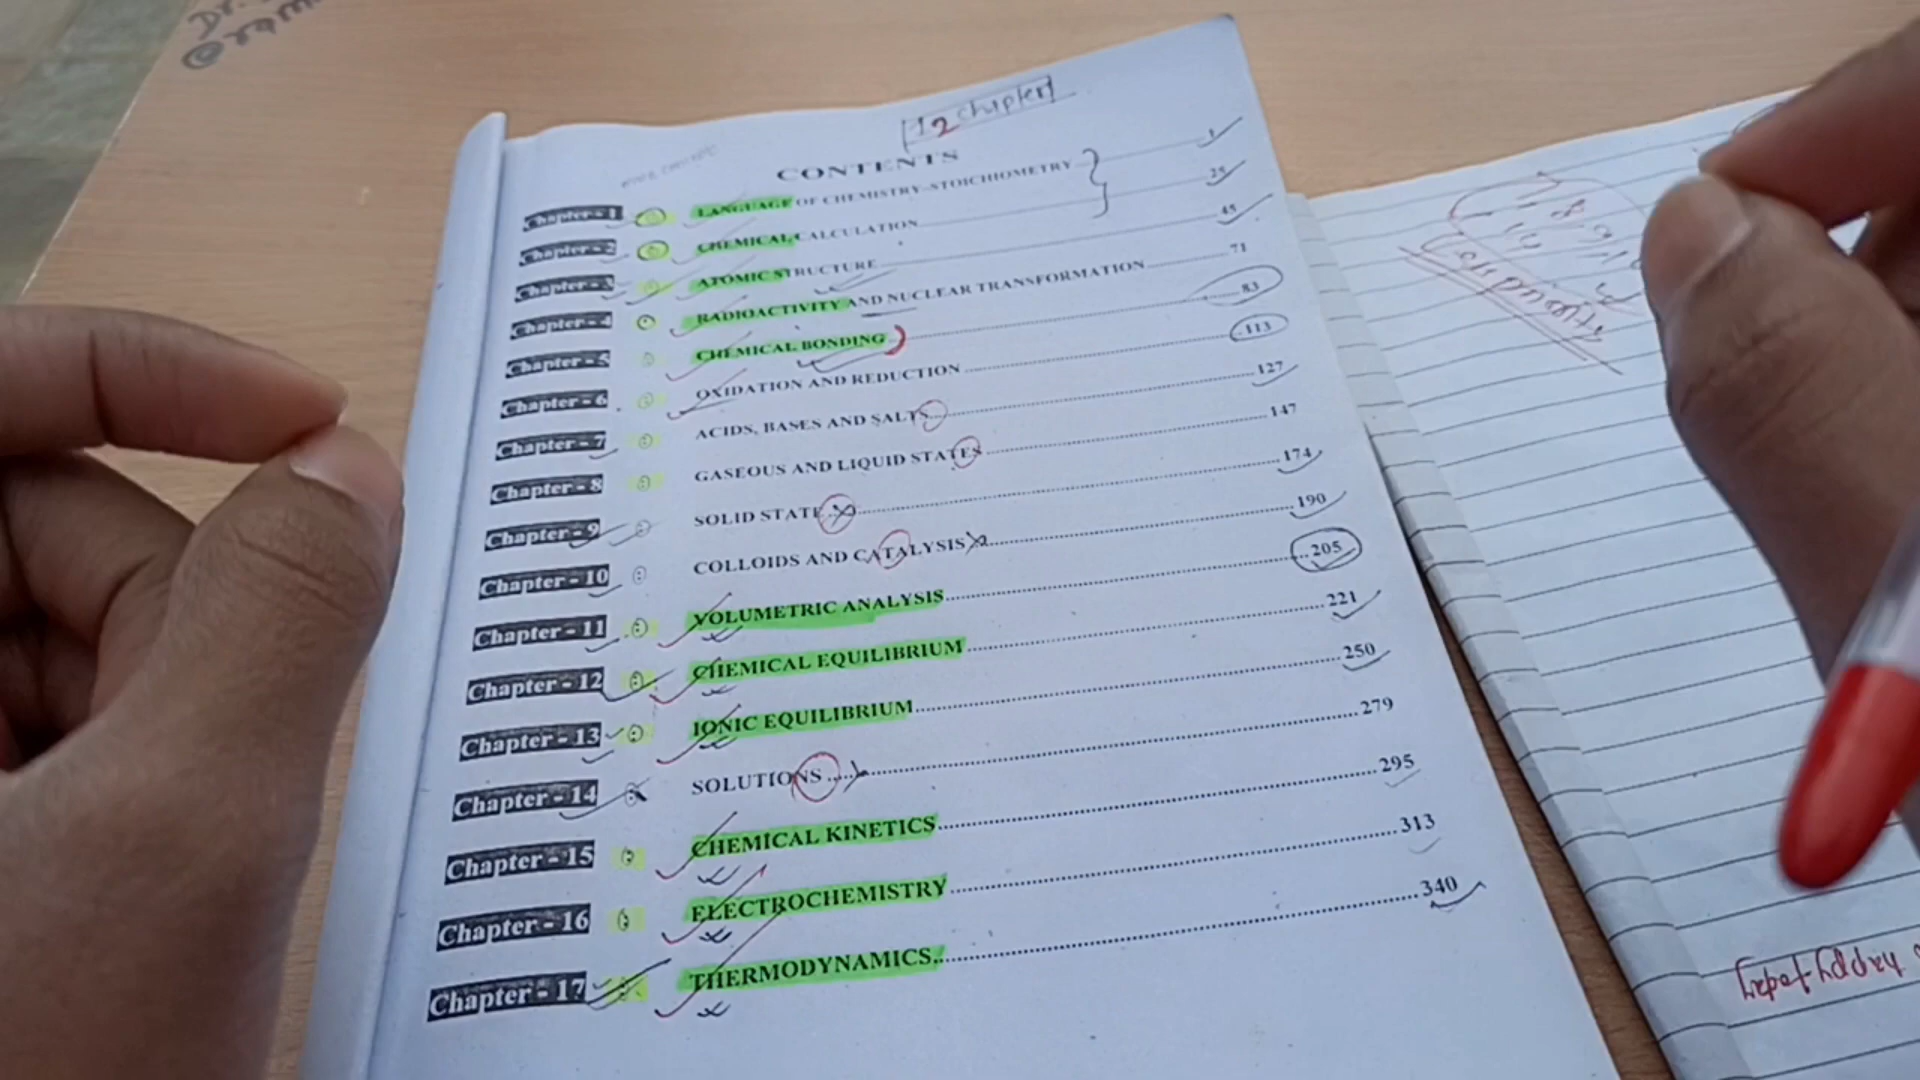 Dr.
12 chapter
CONTENTS
Chapter - 1 LANGUAGE OF CHEMISTRY-STOICHIOMETRY 1
Chapter - 2 CHEMICAL CALCULATION 25
Chapter - 3 ATOMIC STRUCTURE 45
Chapter - 4 RADIOACTIVITY AND NUCLEAR TRANSFORMATION 71
Chapter - 5 CHEMICAL BONDING 83
Chapter - 6 OXIDATION AND REDUCTION 113
Chapter - 7 ACIDS, BASES AND SALTS 127
Chapter - 8 GASEOUS AND LIQUID STATES 147
Chapter - 9 SOLID STATE 174
Chapter - 10 COLLOIDS AND CATALYSIS 190
Chapter - 11 VOLUMETRIC ANALYSIS 205
Chapter - 12 CHEMICAL EQUILIBRIUM 221
Chapter - 13 IONIC EQUILIBRIUM 250
Chapter - 14 SOLUTIONS 279
Chapter - 15 CHEMICAL KINETICS 295
Chapter - 16 ELECTROCHEMISTRY 313
Chapter - 17 THERMODYNAMICS 340